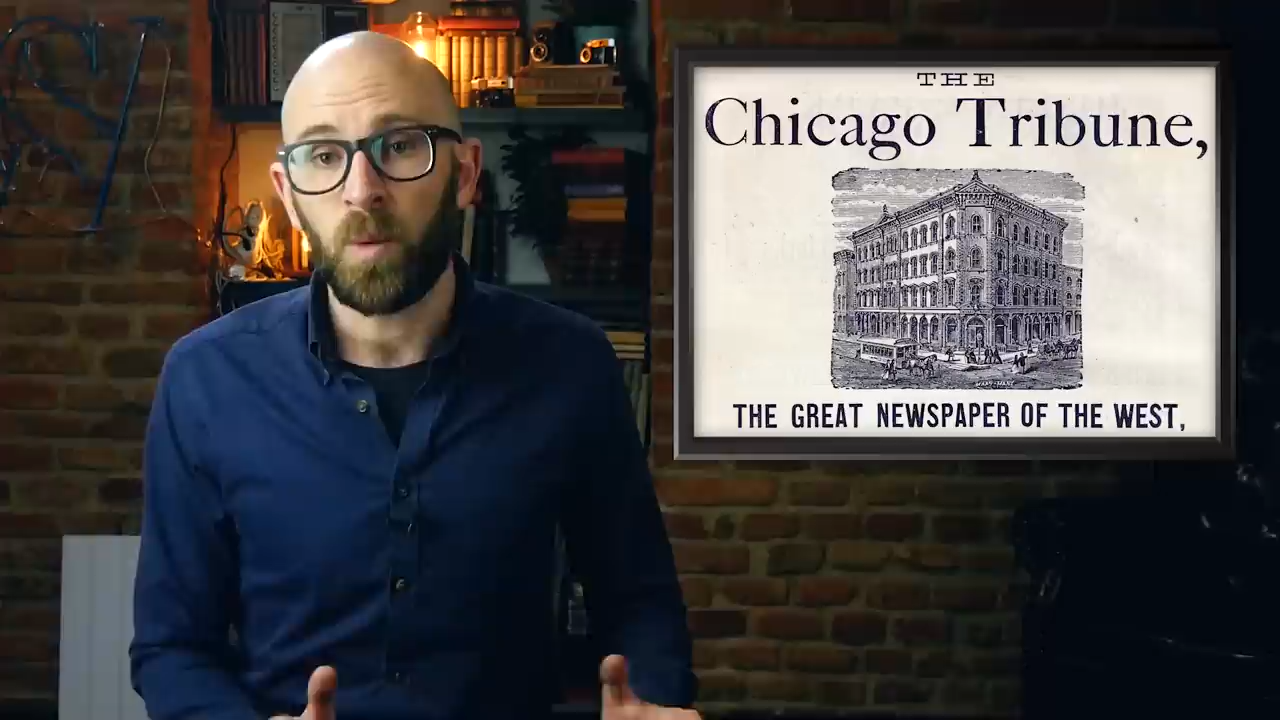 THE
Chicago Tribune,
THE GREAT NEWSPAPER OF THE WEST,